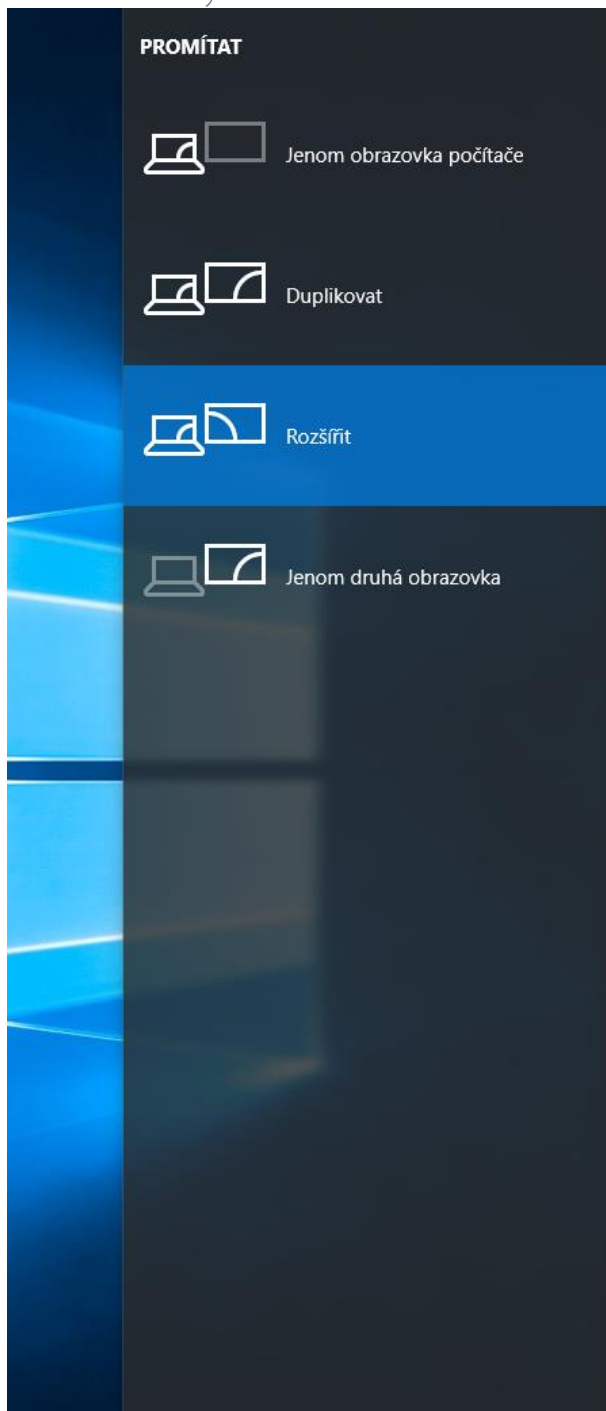 PROMÍTAT
Jenom obrazovka počítače
Duplikovat
Rozšířit
Jenom druhá obrazovka